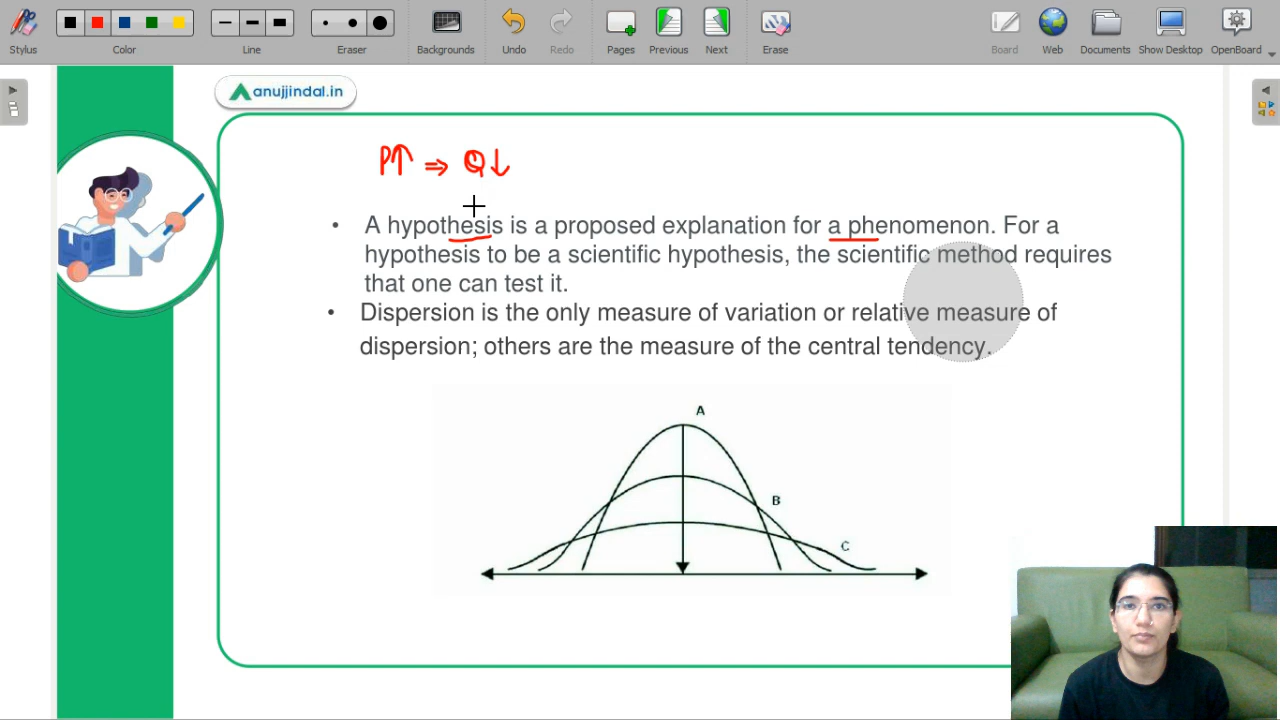 Stylus
Color
Line
Eraser
Backgrounds
Undo
Redo
Pages
Previous
Next
Erase
Board
Web
Documents
Show Desktop
OpenBoard
anujjindal.in
P↑ ⇒ Q↓
• A hypothesis is a proposed explanation for a phenomenon. For a
hypothesis to be a scientific hypothesis, the scientific method requires
that one can test it.
• Dispersion is the only measure of variation or relative measure of
dispersion; others are the measure of the central tendency.
A
B
C